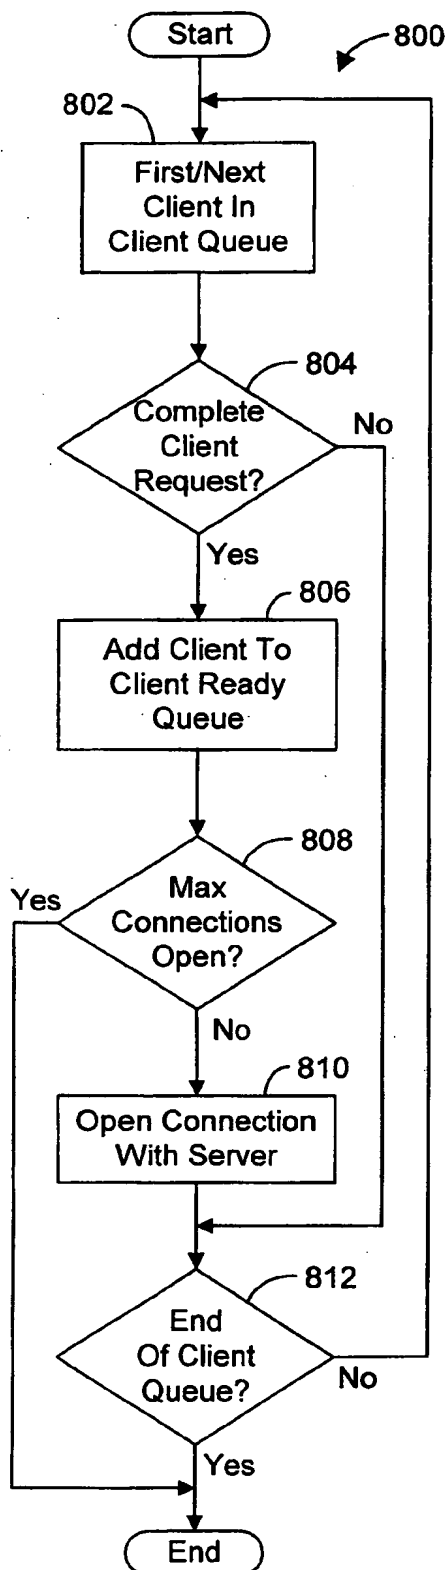 Start
800
802
First/Next
Client In
Client Queue
804
Complete
Client
Request?
No
Yes
806
Add Client To
Client Ready
Queue
808
Yes
Max
Connections
Open?
No
810
Open Connection
With Server
812
End
Of Client
Queue?
No
Yes
End